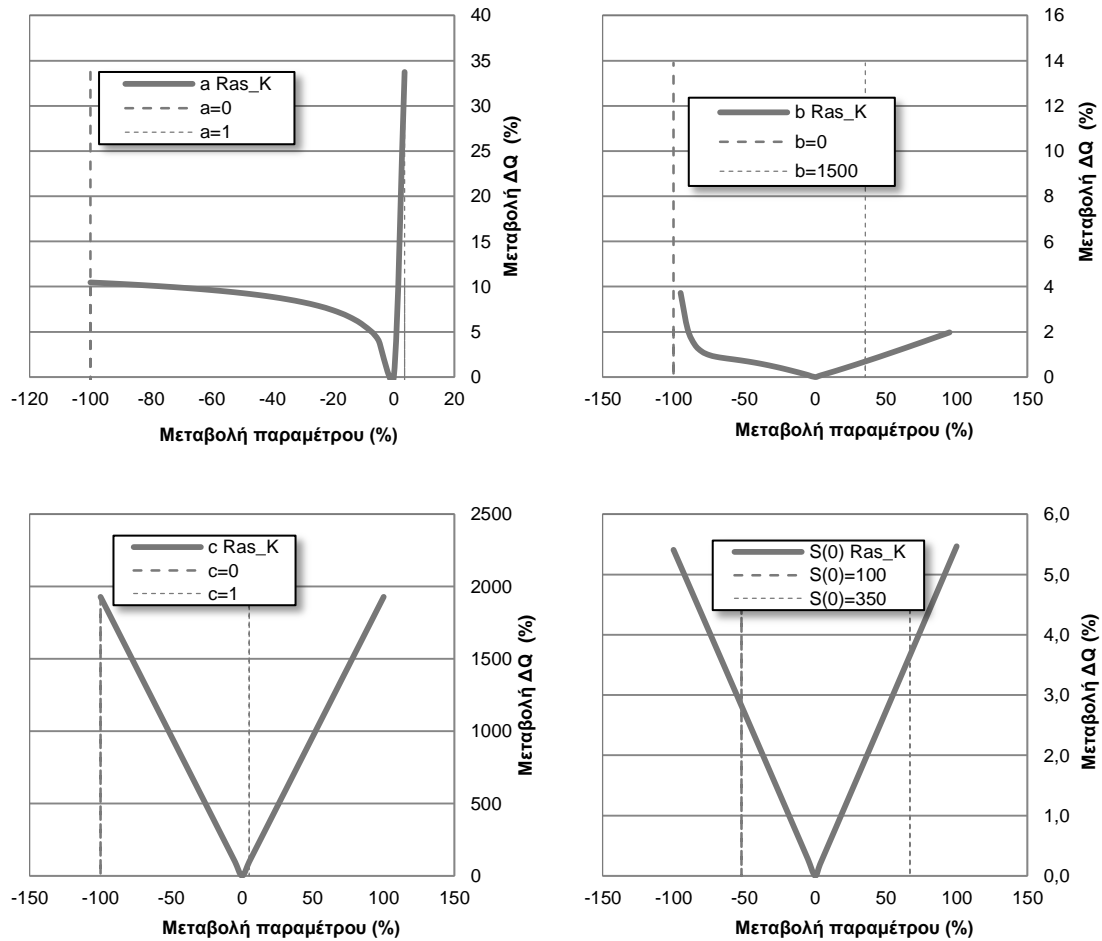 40
35
30
25
20
15
10
5
0
Μεταβολή ΔQ (%)
a Ras_K
a=0
a=1
-120 -100 -80 -60 -40 -20 0 20
Μεταβολή παραμέτρου (%)
16
14
12
10
8
6
4
2
0
Μεταβολή ΔQ (%)
b Ras_K
b=0
b=1500
-150 -100 -50 0 50 100 150
Μεταβολή παραμέτρου (%)
2500
2000
1500
1000
500
0
Μεταβολή ΔQ (%)
c Ras_K
c=0
c=1
-150 -100 -50 0 50 100 150
Μεταβολή παραμέτρου (%)
6,0
5,0
4,0
3,0
2,0
1,0
0,0
Μεταβολή ΔQ (%)
S(0) Ras_K
S(0)=100
S(0)=350
-150 -100 -50 0 50 100 150
Μεταβολή παραμέτρου (%)